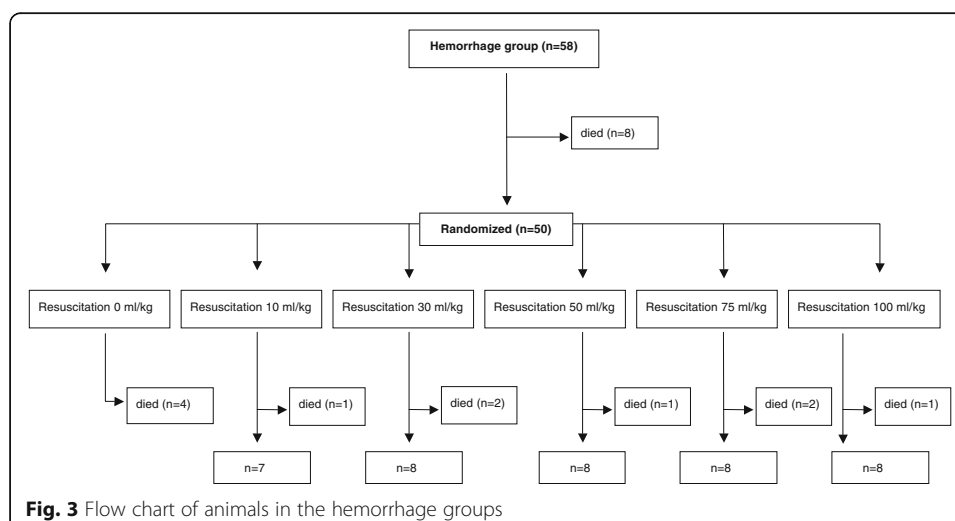 Hemorrhage group (n=58)
died (n=8)
Randomized (n=50)
Resuscitation 0 ml/kg
Resuscitation 10 ml/kg
Resuscitation 30 ml/kg
Resuscitation 50 ml/kg
Resuscitation 75 ml/kg
Resuscitation 100 ml/kg
died (n=4)
died (n=1)
died (n=2)
died (n=1)
died (n=2)
died (n=1)
n=7
n=8
n=8
n=8
n=8
Fig. 3 Flow chart of animals in the hemorrhage groups